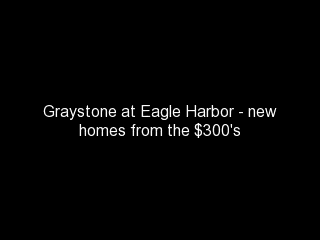 Graystone at Eagle Harbor - new
homes from the $300's